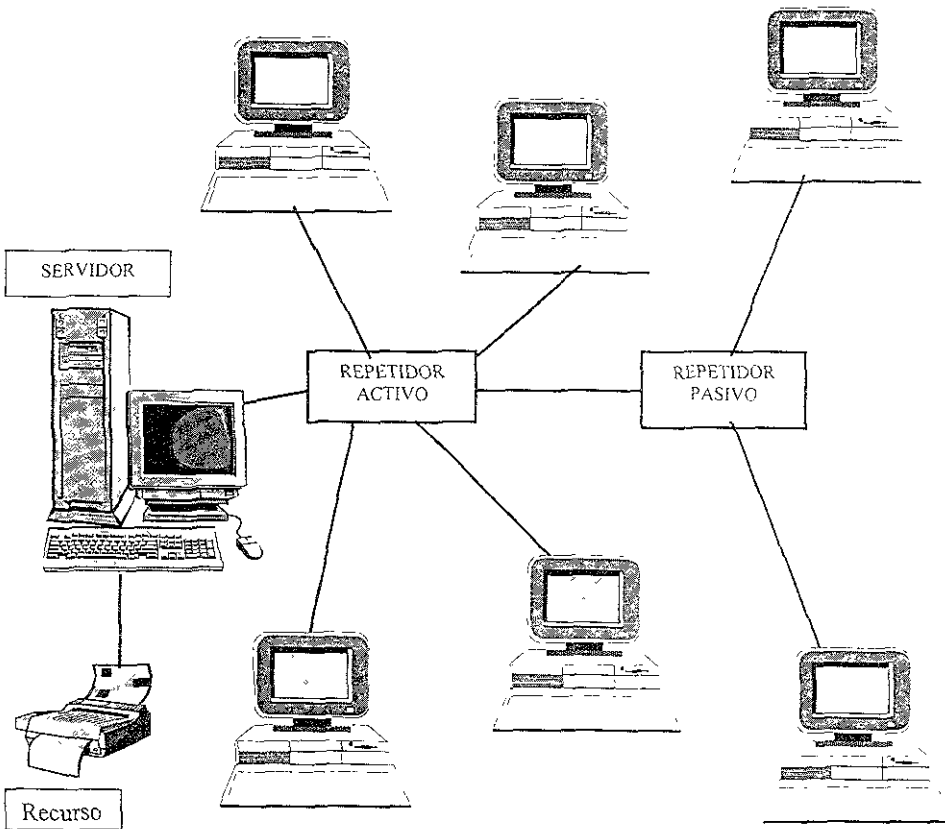 SERVIDOR
REPETIDOR
ACTIVO
REPETIDOR
PASIVO
Recurso